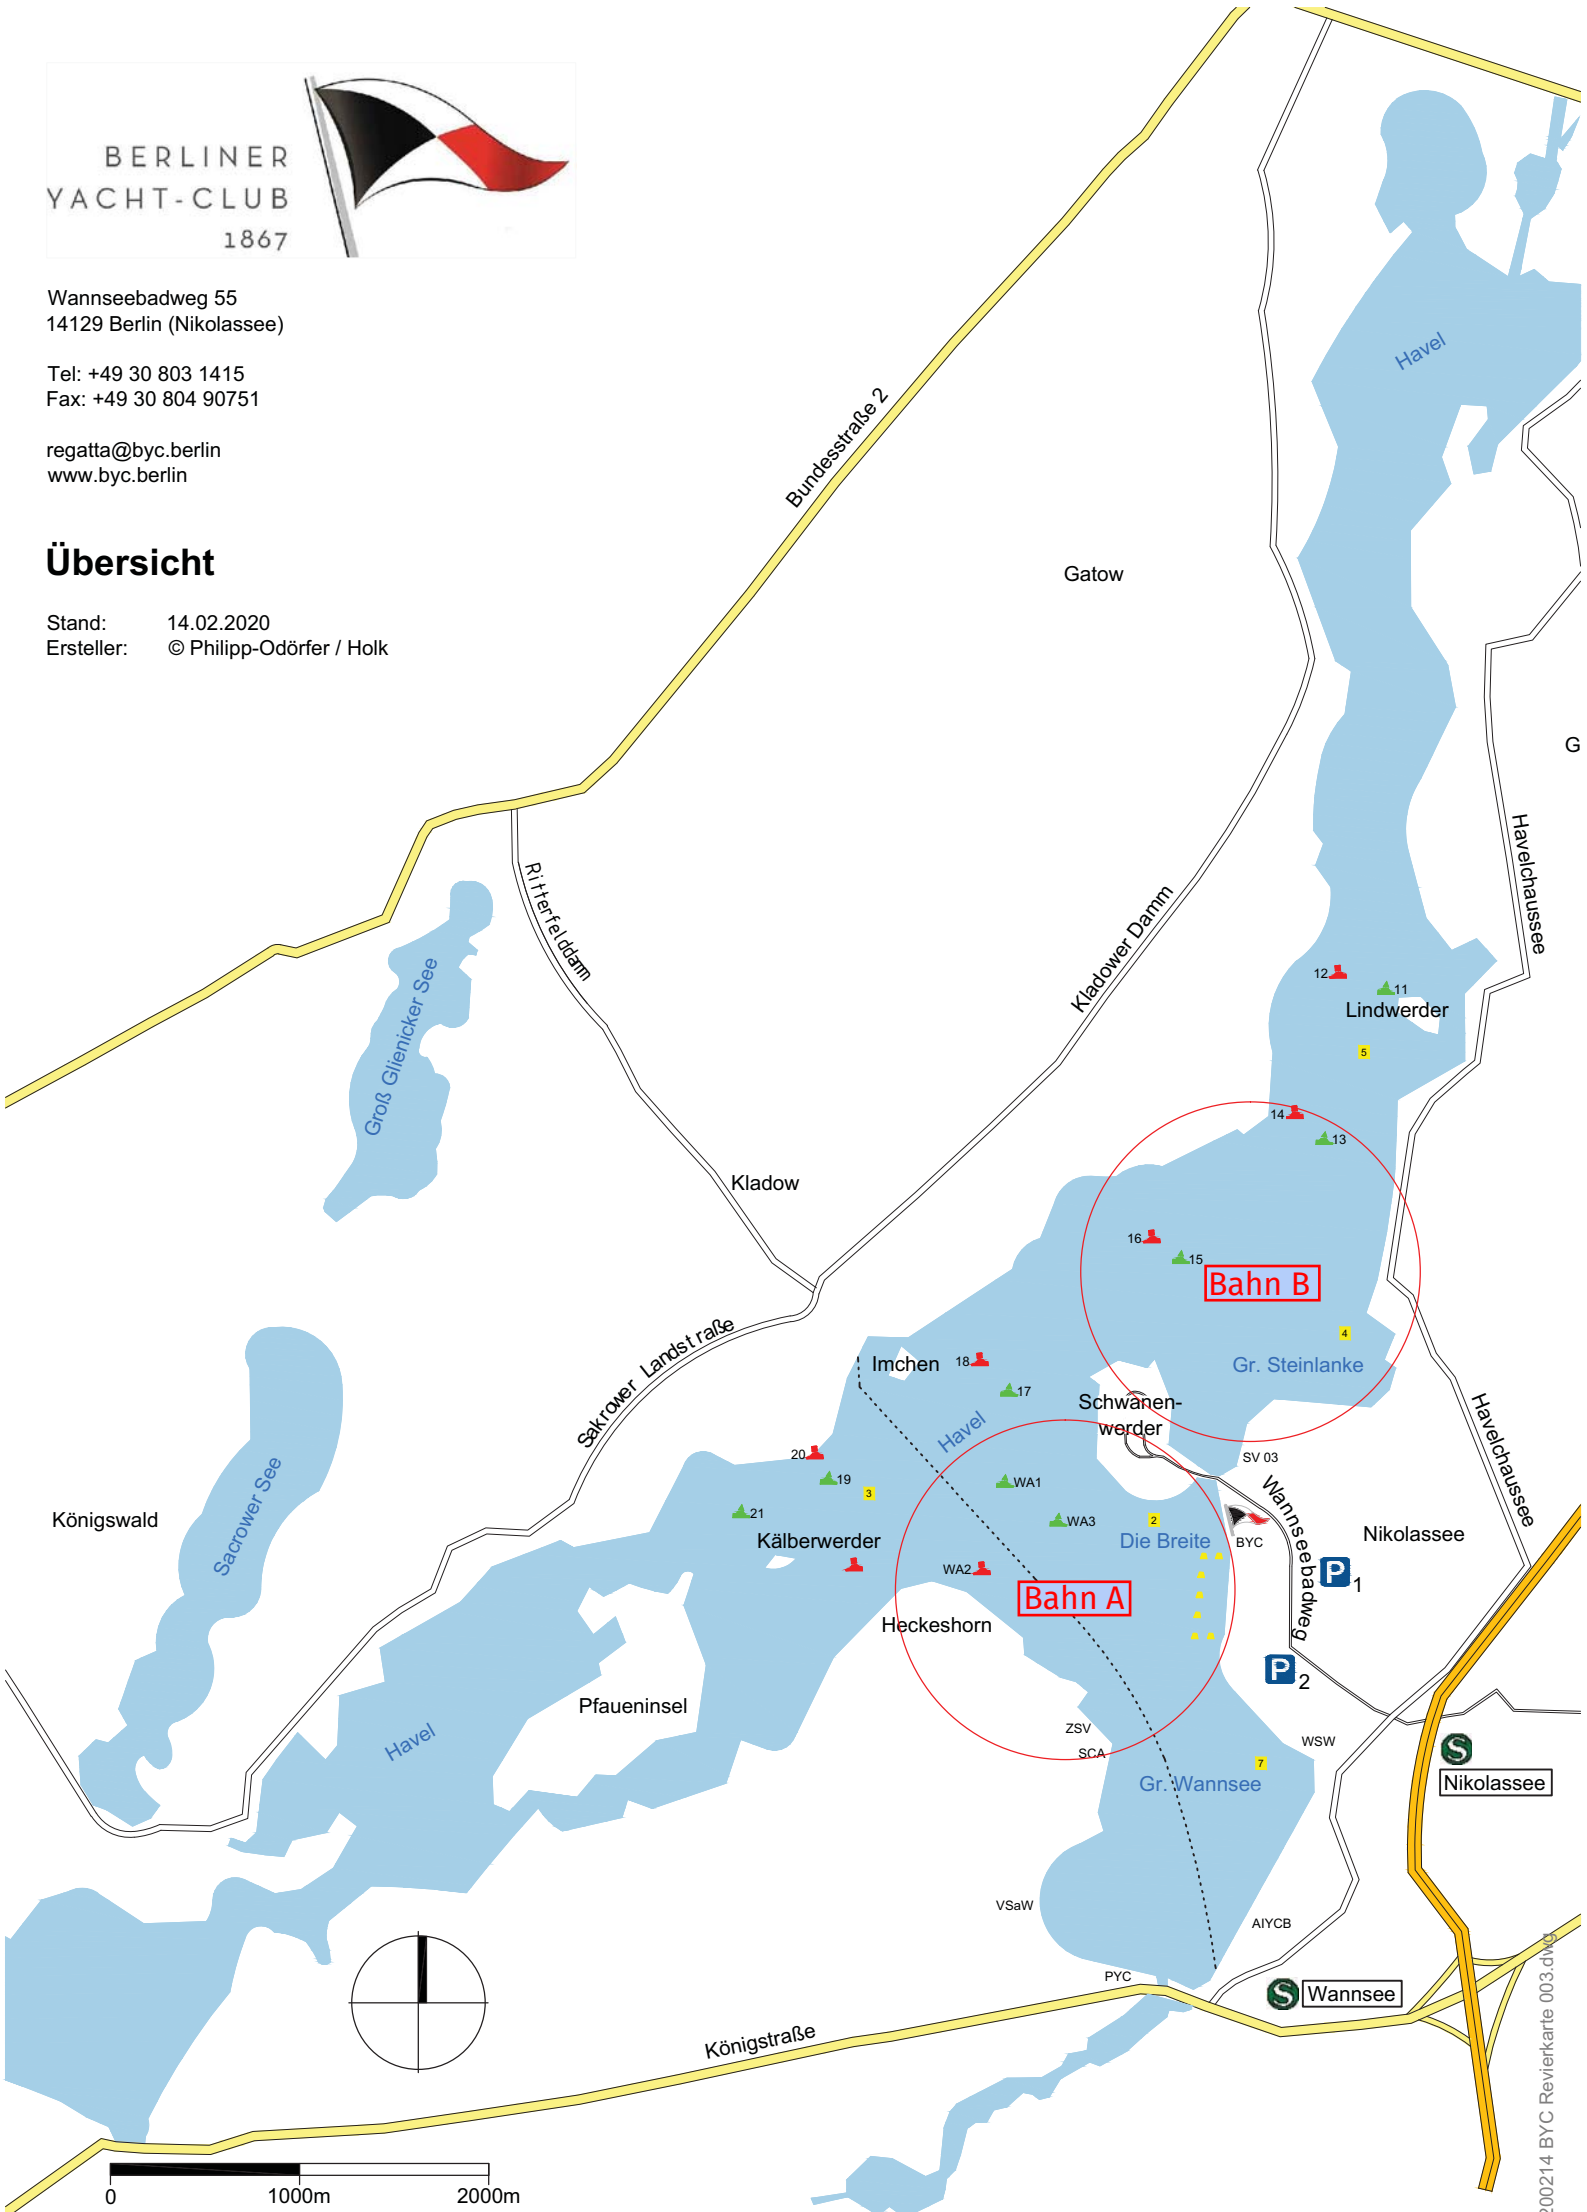 BERLINER
YACHT-CLUB
1867
Wannseebadweg 55
14129 Berlin (Nikolassee)
Tel: +49 30 803 1415
Fax: +49 30 804 90751
regatta@byc.berlin
www.byc.berlin
Übersicht
Stand: 14.02.2020
Ersteller: © Philipp-Odörfer / Holk
Havel
Bundesstraße 2
Gatow
G
Havelchaussee
Ritterfelddamm
Kladower Damm
Groß Glienicker See
12
11
Lindwerder
5
14
13
Kladow
16
15
Bahn B
4
Gr. Steinlanke
Sakrower Landstraße
Imchen
18
17
Schwanen-
werder
Havel
Havelchaussee
SV 03
20
19
3
21
WA1
WA3
2
Die Breite
BYC
Wannseebadweg
Nikolassee
Königswald
Sacrower See
Kälberwerder
WA2
Bahn A
P 1
Heckeshorn
P 2
Pfaueninsel
Havel
ZSV
SCA
WSW
7
Gr. Wannsee
S
Nikolassee
VSaW
AIYCB
PYC
S Wannsee
Königstraße
0 1000m 2000m
200214 BYC Revierkarte 003.dwg